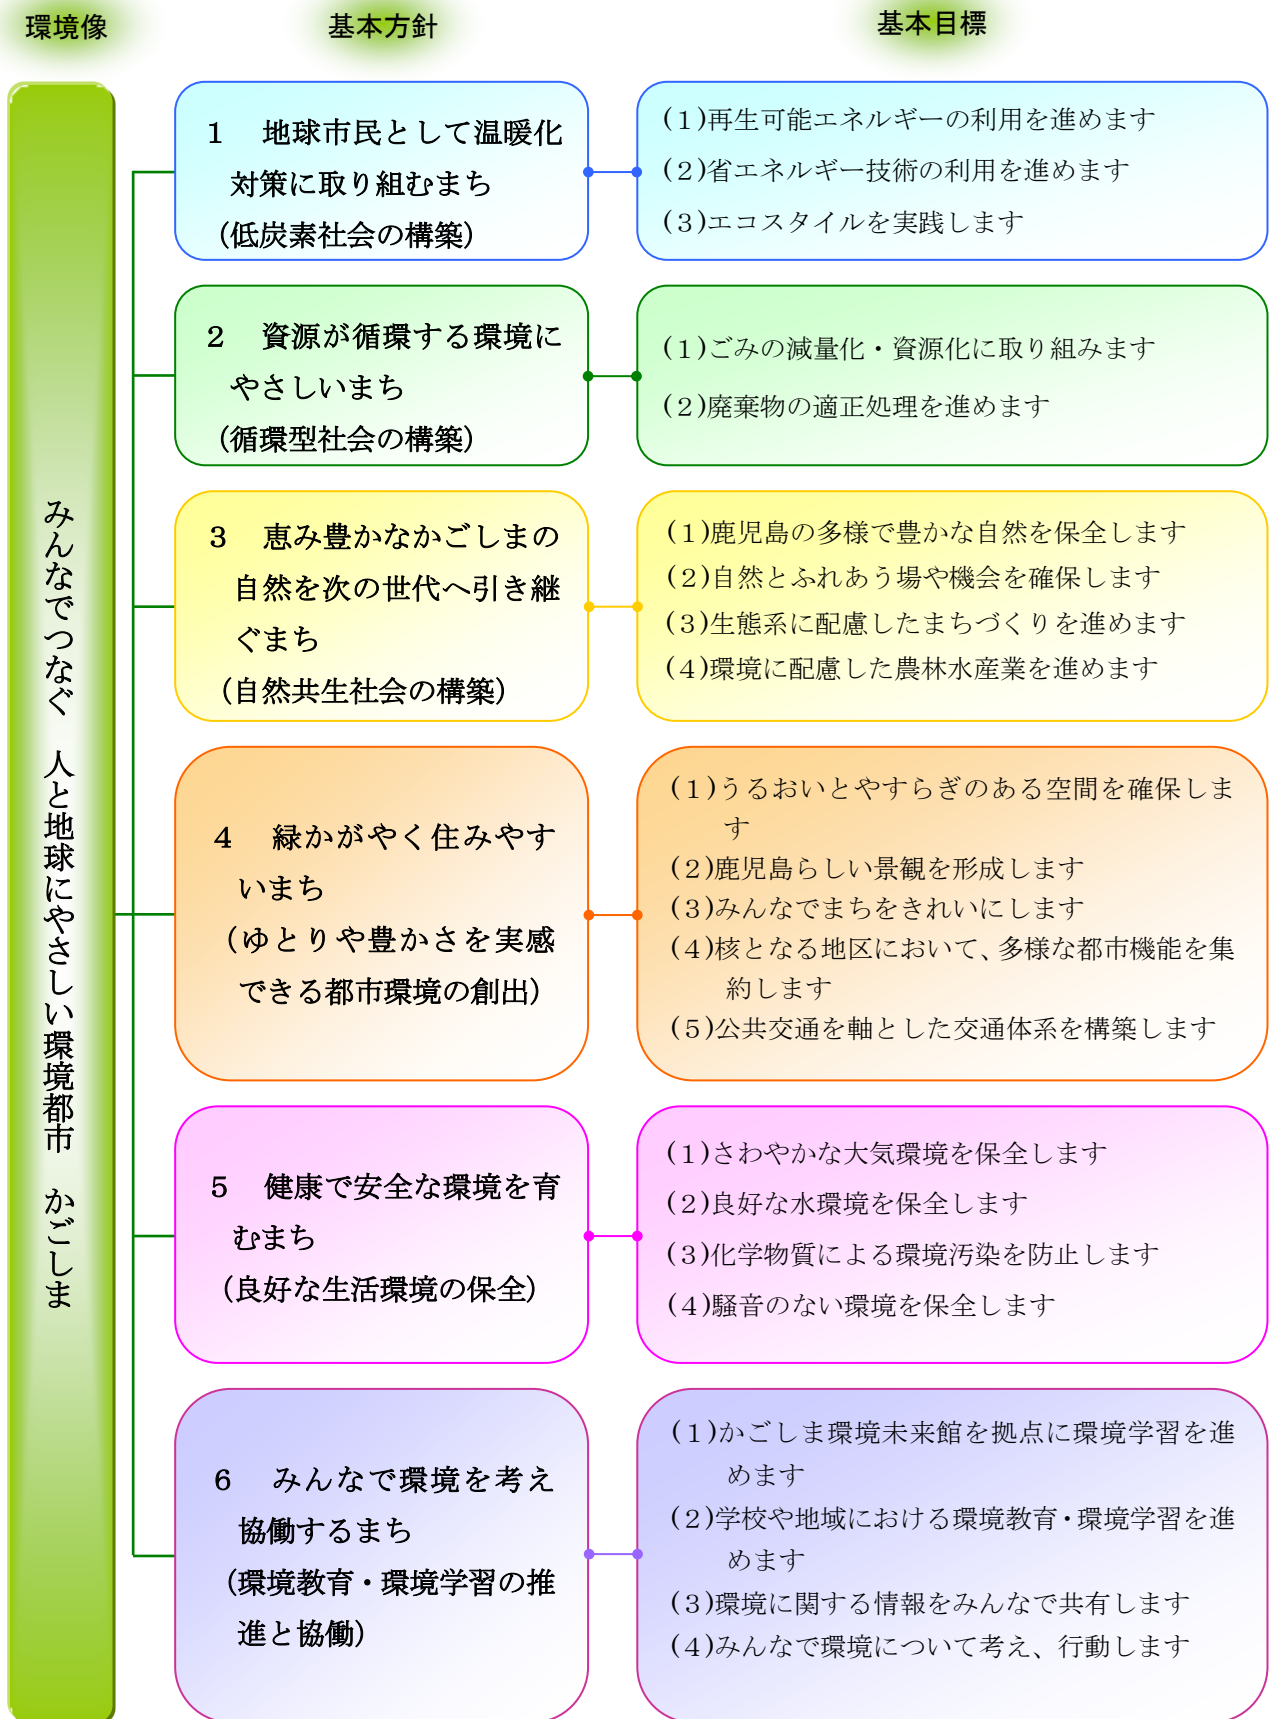 環境像
基本方針
基本目標
みんなでつなぐ　人と地球にやさしい環境都市　かごしま
１　地球市民として温暖化
対策に取り組むまち
（低炭素社会の構築）
(１)再生可能エネルギーの利用を進めます
(２)省エネルギー技術の利用を進めます
(３)エコスタイルを実践します
２　資源が循環する環境に
やさしいまち
（循環型社会の構築）
(１)ごみの減量化・資源化に取り組みます
(２)廃棄物の適正処理を進めます
３　恵み豊かなかごしまの
自然を次の世代へ引き継
ぐまち
（自然共生社会の構築）
(１)鹿児島の多様で豊かな自然を保全します
(２)自然とふれあう場や機会を確保します
(３)生態系に配慮したまちづくりを進めます
(４)環境に配慮した農林水産業を進めます
４　緑かがやく住みやす
いまち
（ゆとりや豊かさを実感
できる都市環境の創出）
(１)うるおいとやすらぎのある空間を確保しま
す
(２)鹿児島らしい景観を形成します
(３)みんなでまちをきれいにします
(４)核となる地区において、多様な都市機能を集
約します
(５)公共交通を軸とした交通体系を構築します
５　健康で安全な環境を育
むまち
（良好な生活環境の保全）
(１)さわやかな大気環境を保全します
(２)良好な水環境を保全します
(３)化学物質による環境汚染を防止します
(４)騒音のない環境を保全します
６　みんなで環境を考え
協働するまち
（環境教育・環境学習の推
進と協働）
(１)かごしま環境未来館を拠点に環境学習を進
めます
(２)学校や地域における環境教育・環境学習を進
めます
(３)環境に関する情報をみんなで共有します
(４)みんなで環境について考え、行動します